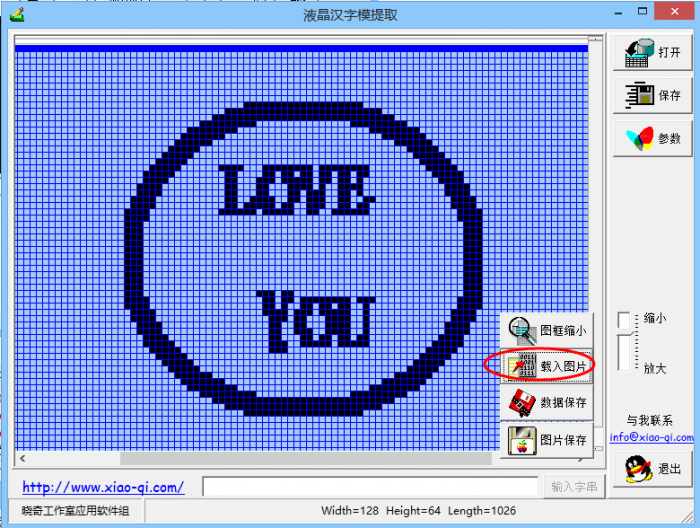 液晶汉字模提取
打开
保存
参数
LOVE
YOU
图框缩小
载入图片
数据保存
图片保存
缩小
放大
与我联系
info@xiao-qi.com
退出
http://www.xiao-qi.com/
输入字串
晓奇工作室应用软件组
Width=128 Height=64 Length=1026